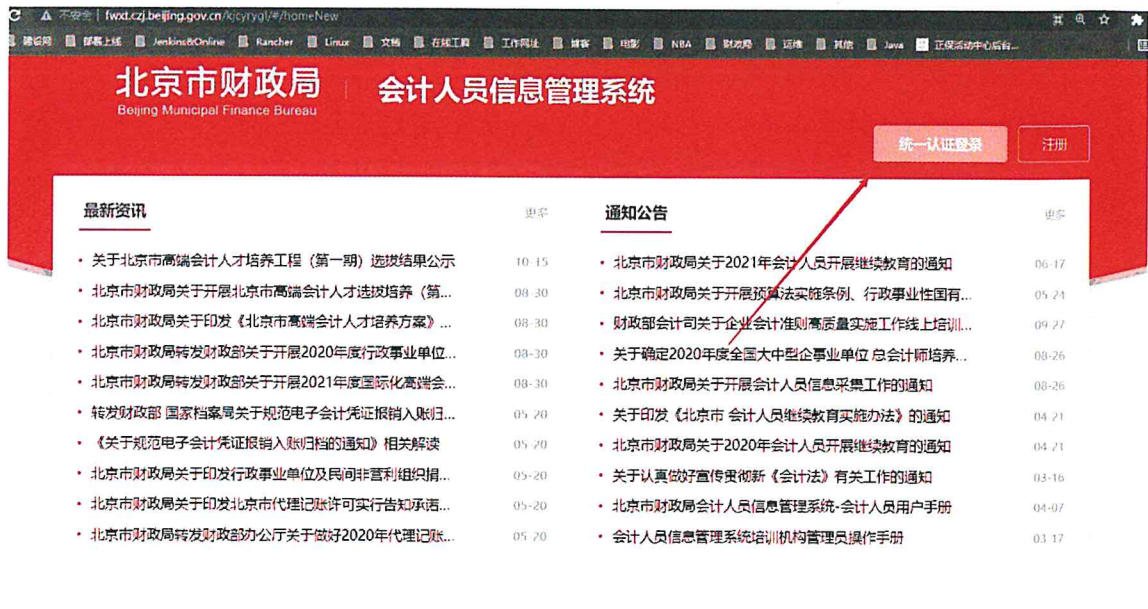 不安全 | fwxt.czj.beijing.gov.cn/kjcyrygl/#/homeNew
建设网 部署上线 Jenkins&Online Rancher Linux 文档 在线工具 工作网址 博客 电影 NBA 财政局 运维 其他 Java 正保活动中心后台...
北京市财政局
Beijing Municipal Finance Bureau
会计人员信息管理系统
统一认证登录 注册
最新资讯 更多
• 关于北京市高端会计人才培养工程（第一期）选拔结果公示 10-15
• 北京市财政局关于开展北京市高端会计人才选拔培养（第... 08-30
• 北京市财政局关于印发《北京市高端会计人才培养方案》... 08-30
• 北京市财政局转发财政部关于开展2020年度行政事业单位... 08-30
• 北京市财政局转发财政部关于开展2021年度国际化高端会... 08-30
• 转发财政部 国家档案局关于规范电子会计凭证报销入账归... 05-20
• 《关于规范电子会计凭证报销入账归档的通知》相关解读 05-20
• 北京市财政局关于印发行政事业单位及民间非营利组织捐... 05-20
• 北京市财政局关于印发北京市代理记账许可实行告知承诺... 05-20
• 北京市财政局转发财政部办公厅关于做好2020年代理记账... 05-20
通知公告 更多
• 北京市财政局关于2021年会计人员开展继续教育的通知 06-17
• 北京市财政局关于开展预算法实施条例、行政事业性国有... 05-24
• 财政部会计司关于企业会计准则高质量实施工作线上培训... 09-27
• 关于确定2020年度全国大中型企事业单位 总会计师培养... 08-26
• 北京市财政局关于开展会计人员信息采集工作的通知 08-26
• 关于印发《北京市 会计人员继续教育实施办法》的通知 04-21
• 北京市财政局关于2020年会计人员开展继续教育的通知 04-21
• 关于认真做好宣传贯彻新《会计法》有关工作的通知 03-16
• 北京市财政局会计人员信息管理系统-会计人员用户手册 04-07
• 会计人员信息管理系统培训机构管理员操作手册 03-17